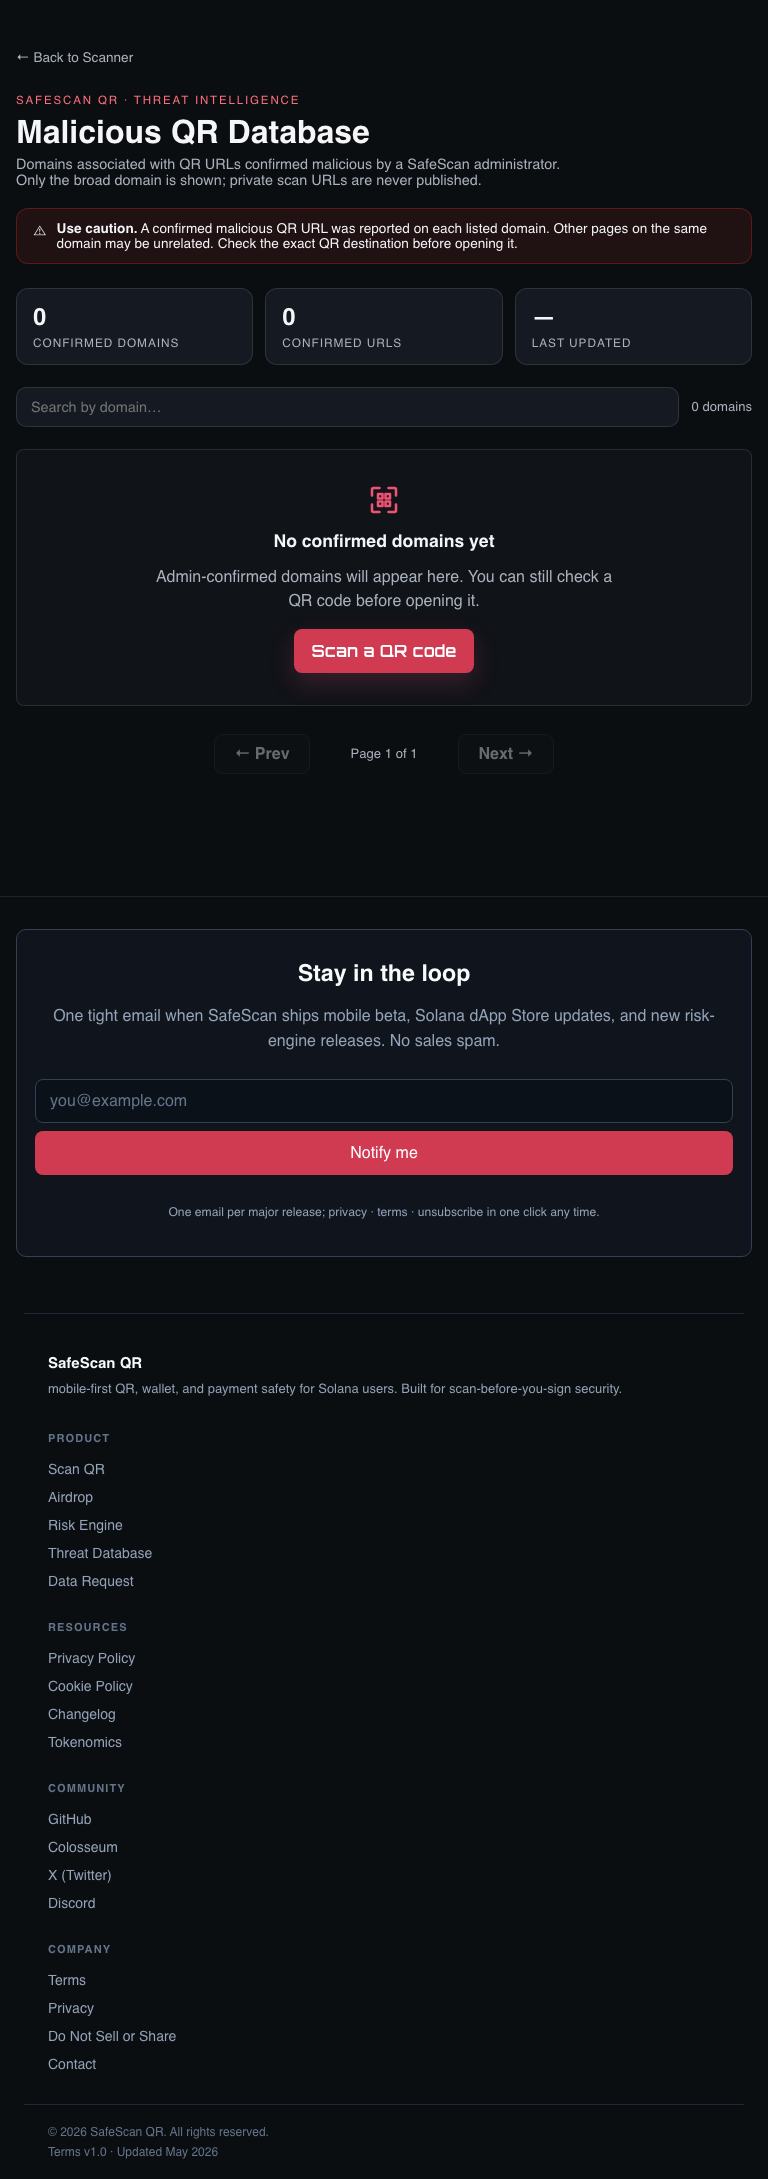 ← Back to Scanner
SAFESCAN QR · THREAT INTELLIGENCE
Malicious QR Database
Domains associated with QR URLs confirmed malicious by a SafeScan administrator.
Only the broad domain is shown; private scan URLs are never published.
⚠ Use caution. A confirmed malicious QR URL was reported on each listed domain. Other pages on the same
domain may be unrelated. Check the exact QR destination before opening it.
0
CONFIRMED DOMAINS
0
CONFIRMED URLS
—
LAST UPDATED
Search by domain…
0 domains
No confirmed domains yet
Admin-confirmed domains will appear here. You can still check a
QR code before opening it.
Scan a QR code
← Prev
Page 1 of 1
Next →
Stay in the loop
One tight email when SafeScan ships mobile beta, Solana dApp Store updates, and new risk-
engine releases. No sales spam.
you@example.com
Notify me
One email per major release; privacy · terms · unsubscribe in one click any time.
SafeScan QR
mobile-first QR, wallet, and payment safety for Solana users. Built for scan-before-you-sign security.
PRODUCT
Scan QR
Airdrop
Risk Engine
Threat Database
Data Request
RESOURCES
Privacy Policy
Cookie Policy
Changelog
Tokenomics
COMMUNITY
GitHub
Colosseum
X (Twitter)
Discord
COMPANY
Terms
Privacy
Do Not Sell or Share
Contact
© 2026 SafeScan QR. All rights reserved.
Terms v1.0 · Updated May 2026